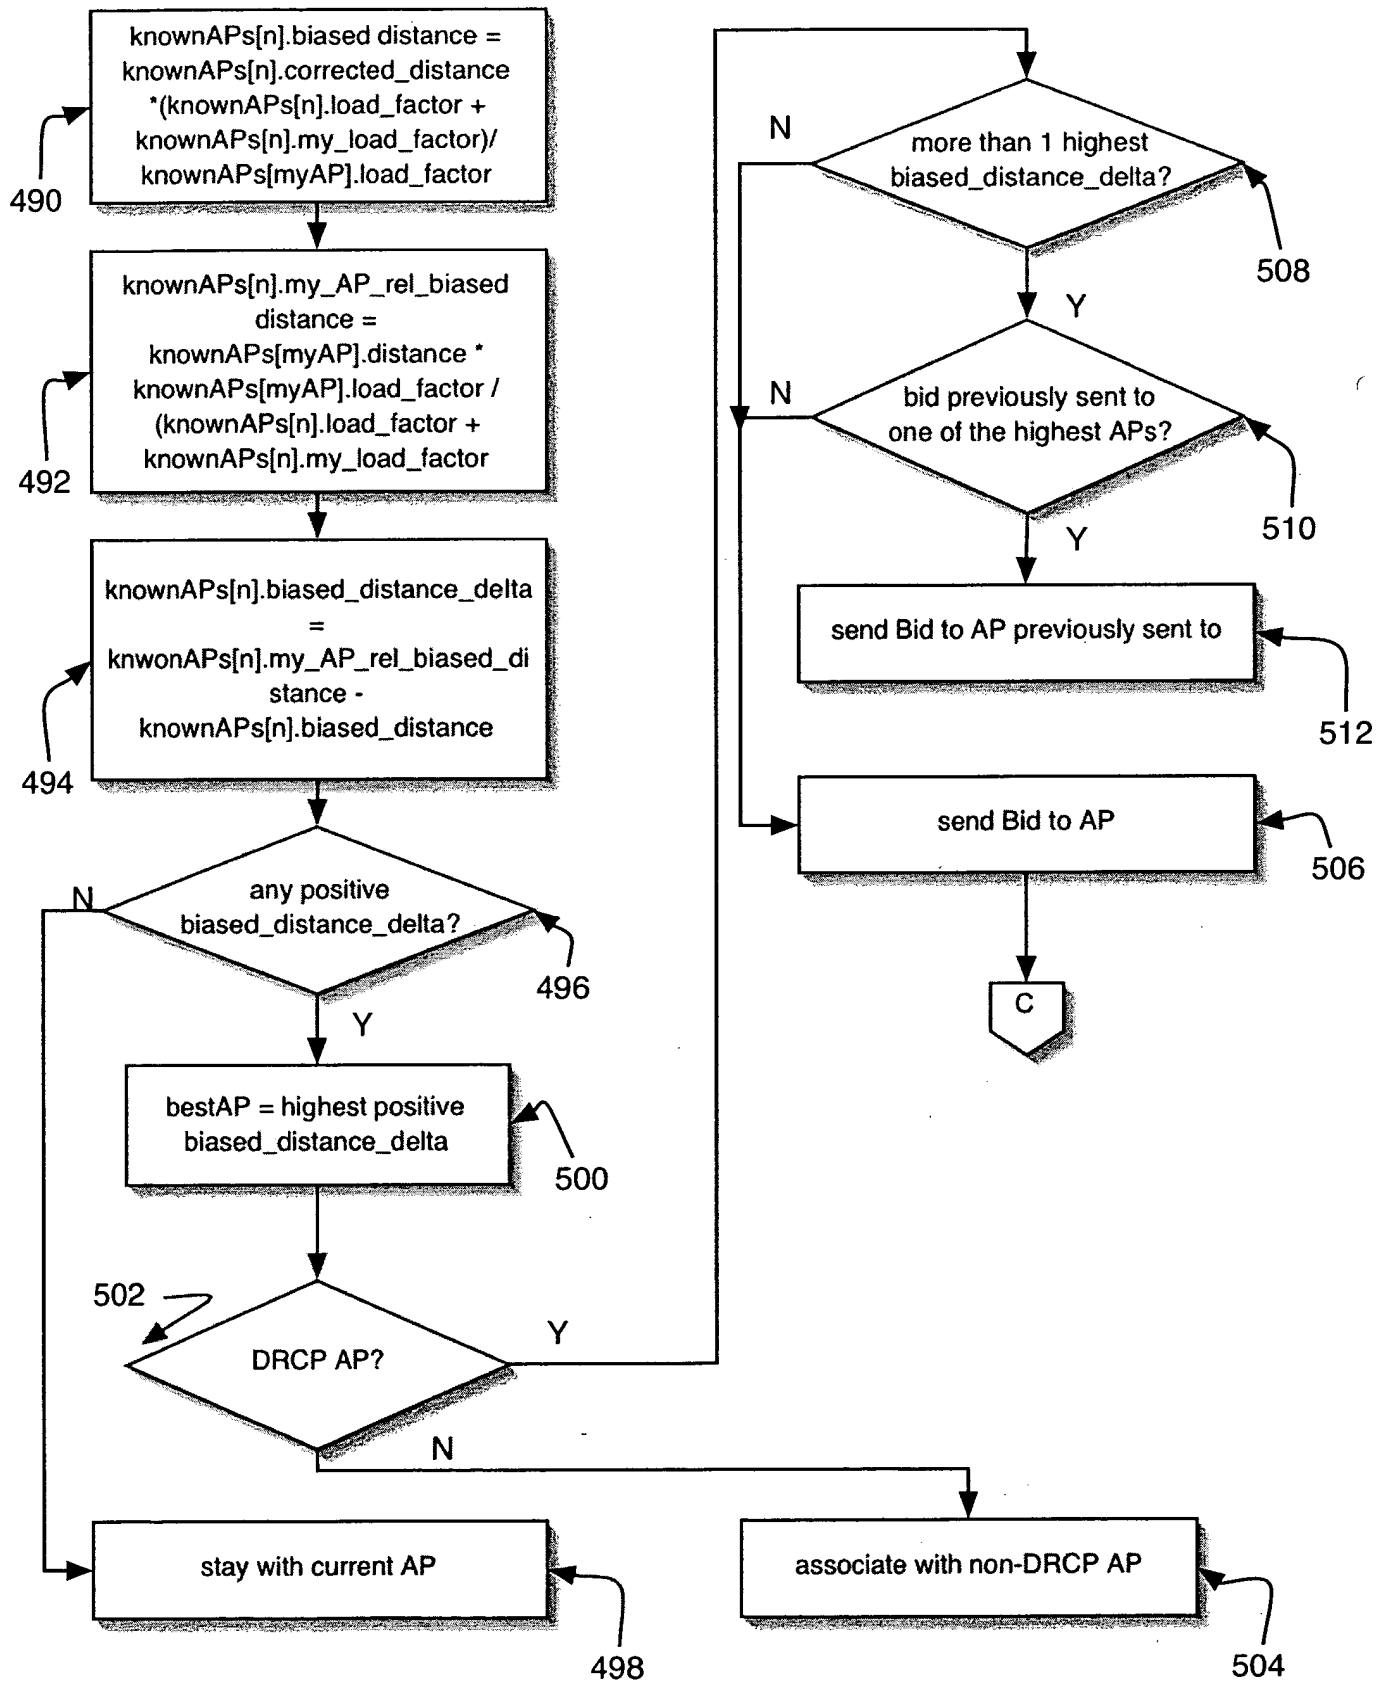 knownAPs[n].biased distance =
knownAPs[n].corrected_distance
*(knownAPs[n].load_factor +
knownAPs[n].my_load_factor)/
knownAPs[myAP].load_factor
490
knownAPs[n].my_AP_rel_biased
distance =
knownAPs[myAP].distance *
knownAPs[myAP].load_factor /
(knownAPs[n].load_factor +
knownAPs[n].my_load_factor
492
knownAPs[n].biased_distance_delta
=
knwonAPs[n].my_AP_rel_biased_di
stance -
knownAPs[n].biased_distance
494
any positive
biased_distance_delta?
N
496
Y
bestAP = highest positive
biased_distance_delta
500
502
DRCP AP?
Y
N
stay with current AP
498
associate with non-DRCP AP
504
more than 1 highest
biased_distance_delta?
N
508
Y
bid previously sent to
one of the highest APs?
N
510
Y
send Bid to AP previously sent to
512
send Bid to AP
506
C